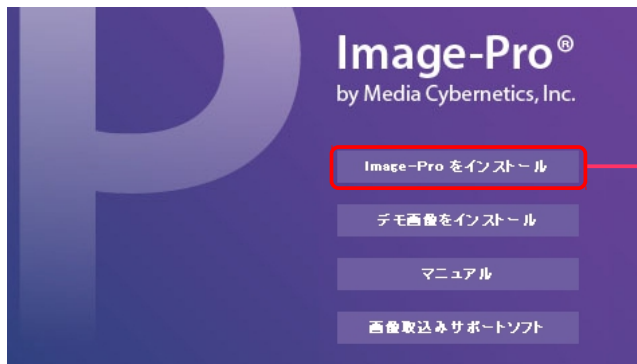 Image-Pro®
by Media Cybernetics, Inc.
Image-Pro をインストール
デモ画像をインストール
マニュアル
画像取込みサポートソフト